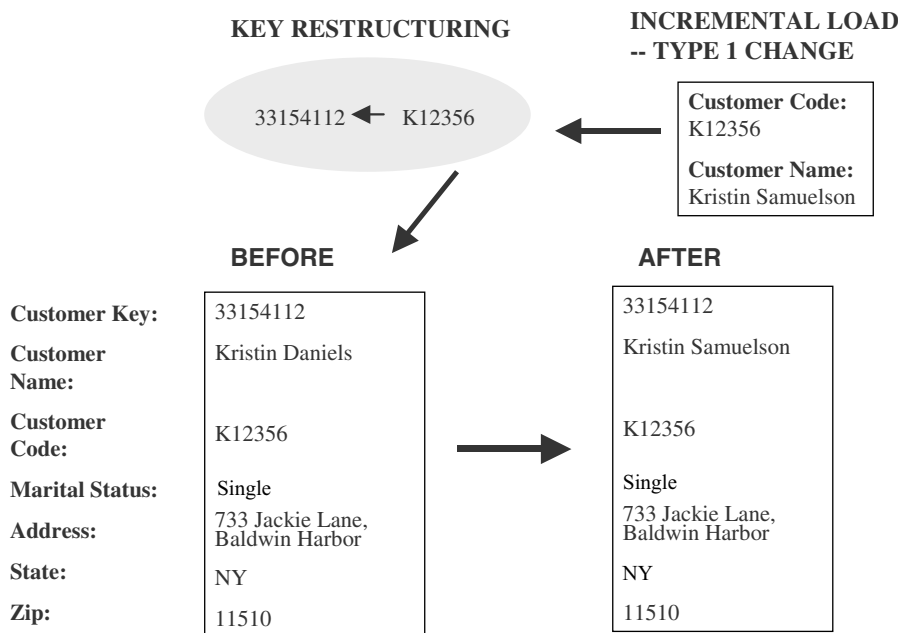 KEY RESTRUCTURING
INCREMENTAL LOAD
-- TYPE 1 CHANGE
33154112
K12356
Customer Code:
K12356
Customer Name:
Kristin Samuelson
BEFORE
AFTER
Customer Key:
33154112
33154112
Customer
Name:
Kristin Daniels
Kristin Samuelson
Customer
Code:
K12356
K12356
Marital Status:
Single
Single
Address:
733 Jackie Lane,
Baldwin Harbor
733 Jackie Lane,
Baldwin Harbor
State:
NY
NY
Zip:
11510
11510